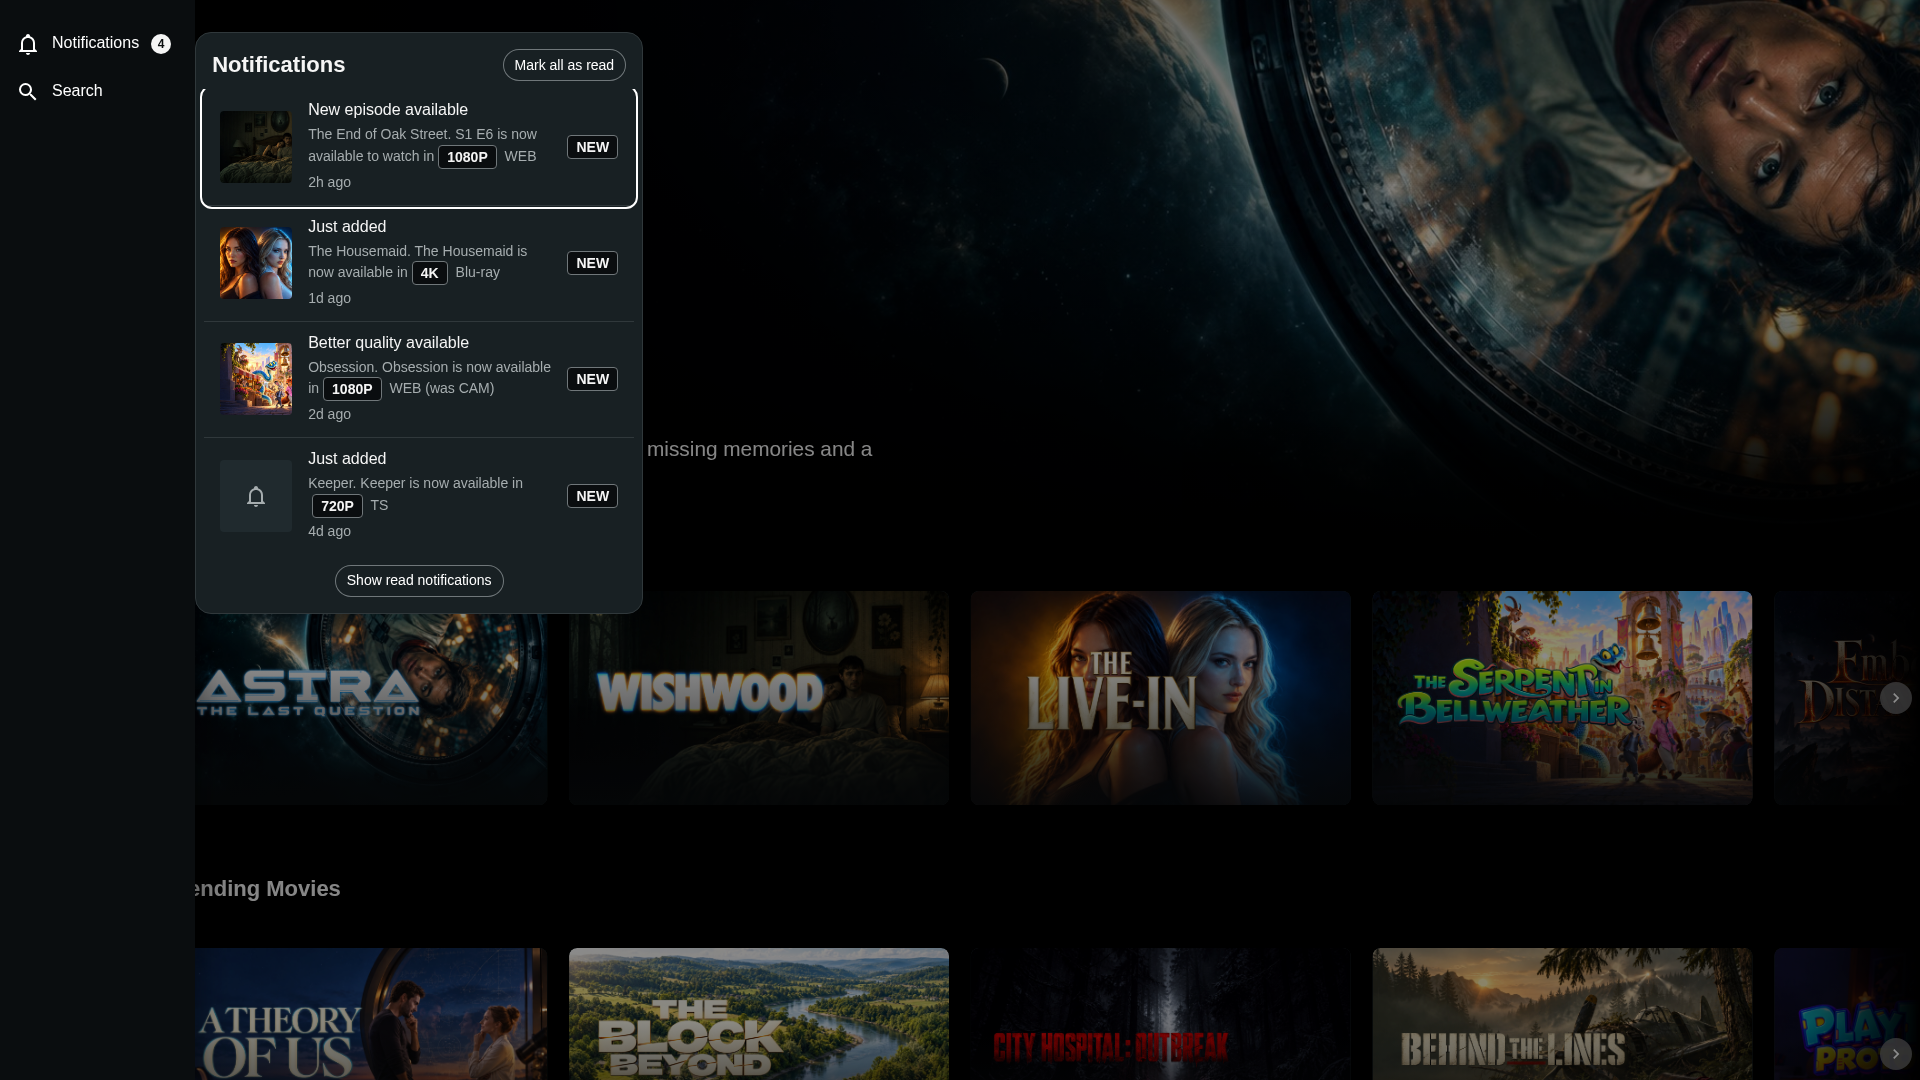 Notifications 4
Search
Notifications
Mark all as read
New episode available
The End of Oak Street. S1 E6 is now
available to watch in 1080P WEB
2h ago
NEW
Just added
The Housemaid. The Housemaid is
now available in 4K Blu-ray
1d ago
NEW
Better quality available
Obsession. Obsession is now available
in 1080P WEB (was CAM)
2d ago
NEW
Just added
Keeper. Keeper is now available in
720P TS
4d ago
NEW
Show read notifications
missing memories and a
ASTRA
THE LAST QUESTION
WISHWOOD
THE
LIVE-IN
THE SERPENT IN
BELLWEATHER
Emb
DIST
ending Movies
A THEORY
OF US
THE
BLOCK
BEYOND
CITY HOSPITAL: OUTBREAK
BEHIND THE LINES
PLAY
PRO